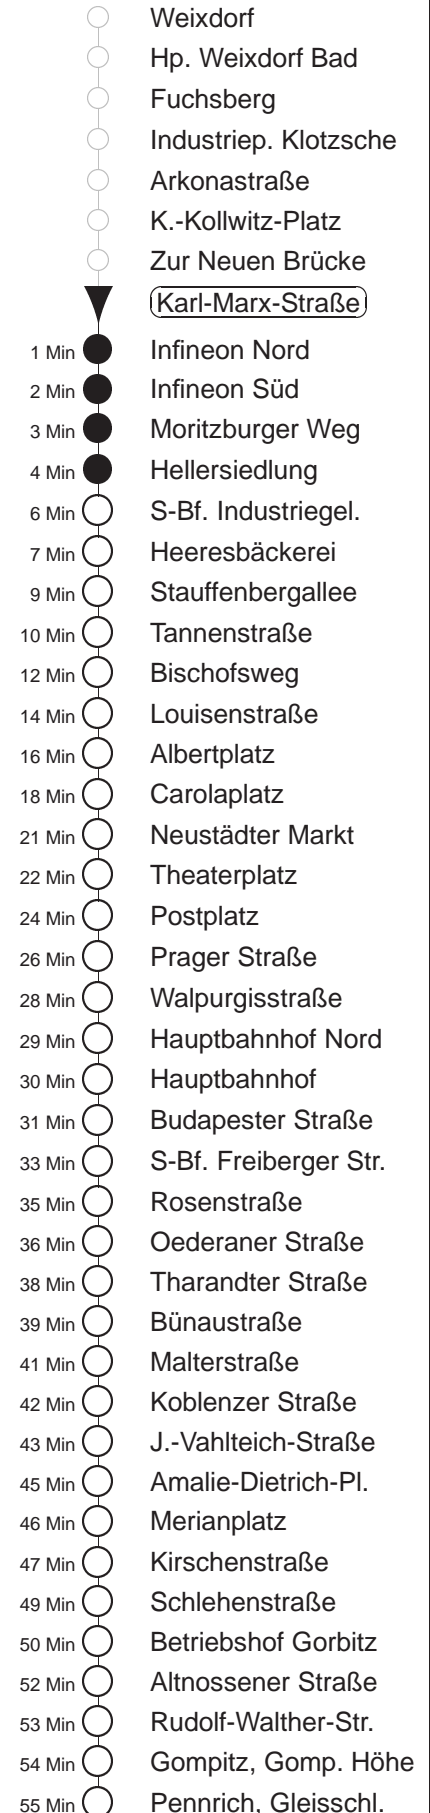 Weixdorf
Hp. Weixdorf Bad
Fuchsberg
Industriep. Klotzsche
Arkonastraße
K.-Kollwitz-Platz
Zur Neuen Brücke
Karl-Marx-Straße
1 Min Infineon Nord
2 Min Infineon Süd
3 Min Moritzburger Weg
4 Min Hellersiedlung
6 Min S-Bf. Industriegel.
7 Min Heeresbäckerei
9 Min Stauffenbergallee
10 Min Tannenstraße
12 Min Bischofsweg
14 Min Louisenstraße
16 Min Albertplatz
18 Min Carolaplatz
21 Min Neustädter Markt
22 Min Theaterplatz
24 Min Postplatz
26 Min Prager Straße
28 Min Walpurgisstraße
29 Min Hauptbahnhof Nord
30 Min Hauptbahnhof
31 Min Budapester Straße
33 Min S-Bf. Freiberger Str.
35 Min Rosenstraße
36 Min Oederaner Straße
38 Min Tharandter Straße
39 Min Bünaustraße
41 Min Malterstraße
42 Min Koblenzer Straße
43 Min J.-Vahlteich-Straße
45 Min Amalie-Dietrich-Pl.
46 Min Merianplatz
47 Min Kirschenstraße
49 Min Schlehenstraße
50 Min Betriebshof Gorbitz
52 Min Altnossener Straße
53 Min Rudolf-Walther-Str.
54 Min Gompitz, Gomp. Höhe
55 Min Pennrich, Gleisschl.